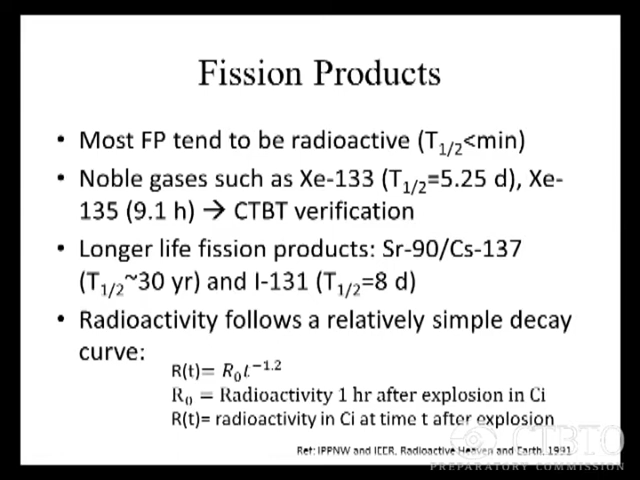 Fission Products
• Most FP tend to be radioactive (T1/2<min)
• Noble gases such as Xe-133 (T1/2=5.25 d), Xe-
135 (9.1 h) → CTBT verification
• Longer life fission products: Sr-90/Cs-137
(T1/2~30 yr) and I-131 (T1/2=8 d)
• Radioactivity follows a relatively simple decay
curve:
R(t)= R₀t⁻¹·²
R₀ = Radioactivity 1 hr after explosion in Ci
R(t)= radioactivity in Ci at time t after explosion
Ref: IPPNW and IEER, Radioactive Heaven and Earth, 1991
CTBTO
PREPARATORY COMMISSION